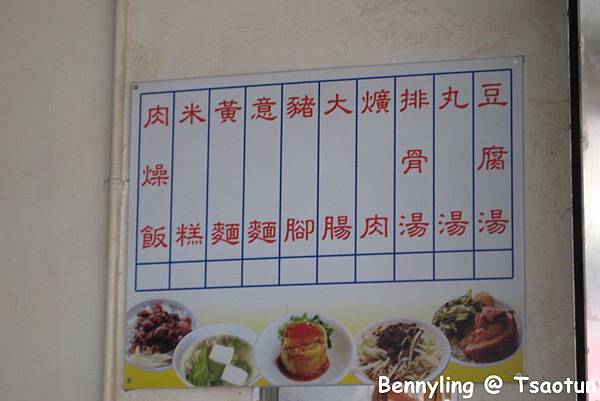 豆腐湯
丸湯
排骨湯
爌肉
大腸
豬腳
意麵
黃麵
米糕
肉燥飯
Bennyling @ Tsaotun